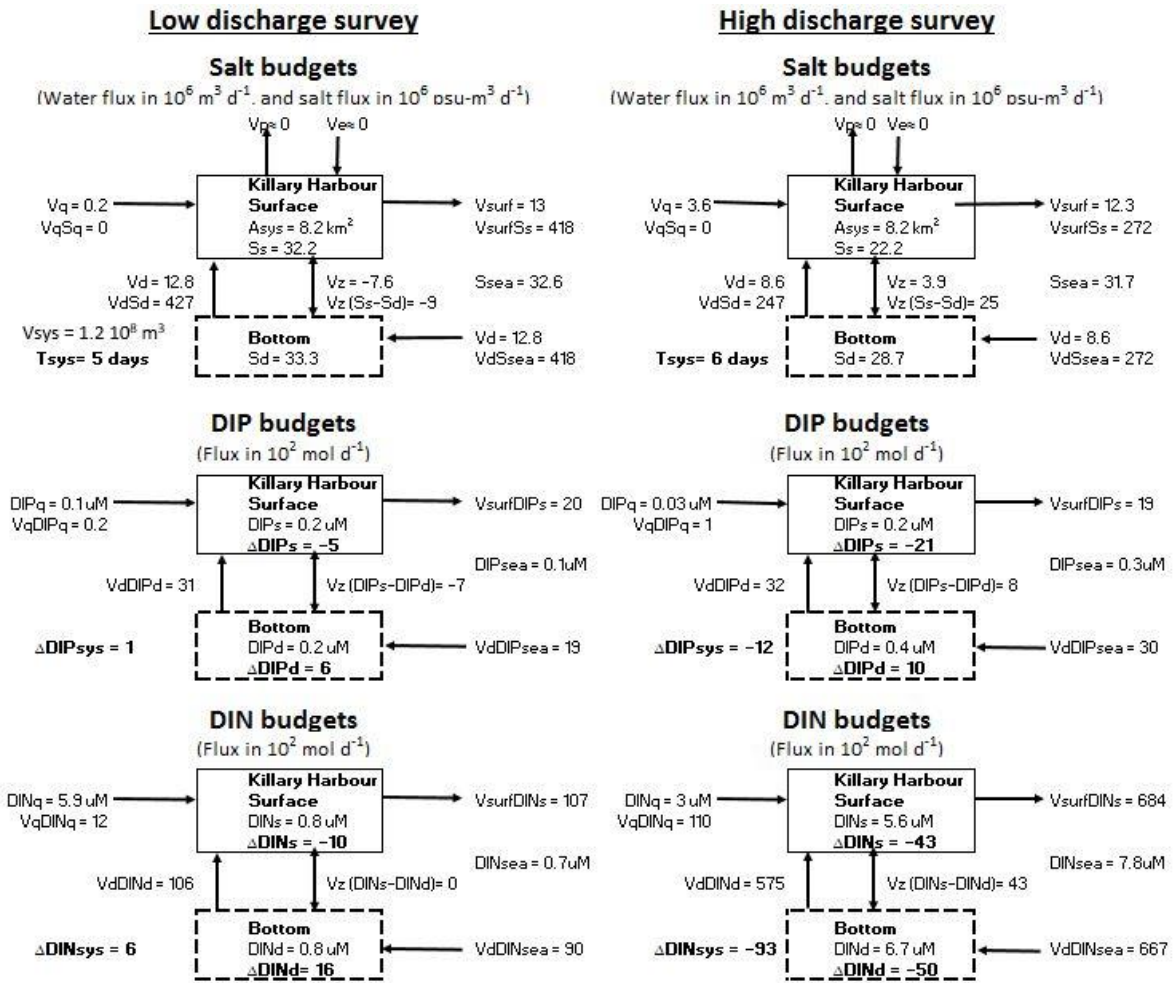 Low discharge survey
Salt budgets
(Water flux in 10⁶ m³ d⁻¹, and salt flux in 10⁶ psu-m³ d⁻¹)
Vp≈ 0 Ve≈ 0
Killary Harbour
Surface
Asys = 8.2 km²
Ss = 32.2
Vq = 0.2
VqSq = 0
Vsurf = 13
VsurfSs = 418
Vd = 12.8
VdSd = 427
Vz = −7.6
Vz (Ss-Sd)= −9
Ssea = 32.6
Vsys = 1.2 10⁸ m³
Tsys= 5 days
Bottom
Sd = 33.3
Vd = 12.8
VdSsea = 418
DIP budgets
(Flux in 10² mol d⁻¹)
DIPq = 0.1 uM
VqDIPq = 0.2
Killary Harbour
Surface
DIPs = 0.2 uM
ΔDIPs = −5
VsurfDIPs = 20
DIPsea = 0.1uM
VdDIPd = 31
Vz (DIPs-DIPd)= −7
ΔDIPsys = 1
Bottom
DIPd = 0.2 uM
ΔDIPd = 6
VdDIPsea = 19
DIN budgets
(Flux in 10² mol d⁻¹)
DINq = 5.9 uM
VqDINq = 12
Killary Harbour
Surface
DINs = 0.8 uM
ΔDINs = −10
VsurfDINs = 107
DINsea = 0.7uM
VdDINd = 106
Vz (DINs-DINd)= 0
ΔDINsys = 6
Bottom
DINd = 0.8 uM
ΔDINd= 16
VdDINsea = 90
High discharge survey
Salt budgets
(Water flux in 10⁶ m³ d⁻¹, and salt flux in 10⁶ psu-m³ d⁻¹)
Vp≈ 0 Ve≈ 0
Killary Harbour
Surface
Asys = 8.2 km²
Ss = 22.2
Vq = 3.6
VqSq = 0
Vsurf = 12.3
VsurfSs = 272
Vd = 8.6
VdSd = 247
Vz = 3.9
Vz (Ss-Sd)= 25
Ssea = 31.7
Tsys= 6 days
Bottom
Sd = 28.7
Vd = 8.6
VdSsea = 272
DIP budgets
(Flux in 10² mol d⁻¹)
DIPq = 0.03 uM
VqDIPq = 1
Killary Harbour
Surface
DIPs = 0.2 uM
ΔDIPs = −21
VsurfDIPs = 19
DIPsea = 0.3uM
VdDIPd = 32
Vz (DIPs-DIPd)= 8
ΔDIPsys = −12
Bottom
DIPd = 0.4 uM
ΔDIPd = 10
VdDIPsea = 30
DIN budgets
(Flux in 10² mol d⁻¹)
DINq = 3 uM
VqDINq = 110
Killary Harbour
Surface
DINs = 5.6 uM
ΔDINs = −43
VsurfDINs = 684
DINsea = 7.8uM
VdDINd = 575
Vz (DINs-DINd)= 43
ΔDINsys = −93
Bottom
DINd = 6.7 uM
ΔDINd = −50
VdDINsea = 667